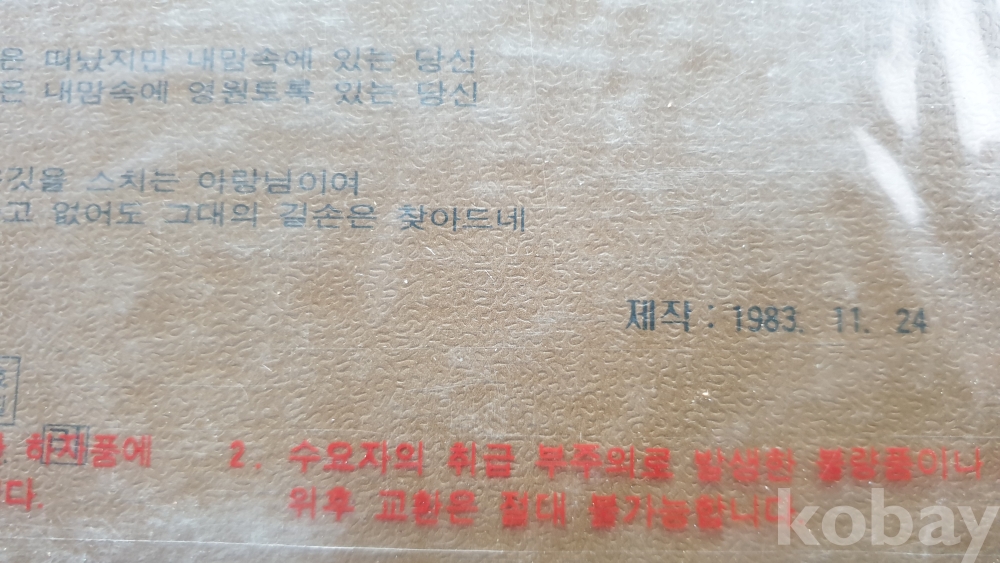 은 떠났지만 내맘속에 있는 당신
은 내맘속에 영원토록 있는 당신
깃을 스치는 아랑님이여
고 없어도 그대의 길손은 찾아드네
제작 : 1983. 11. 24
하자품에
2. 수요자의 취급 부주의로 발생한 불량품이나
다.
위후 교환은 절대 불가능합니다
kobay